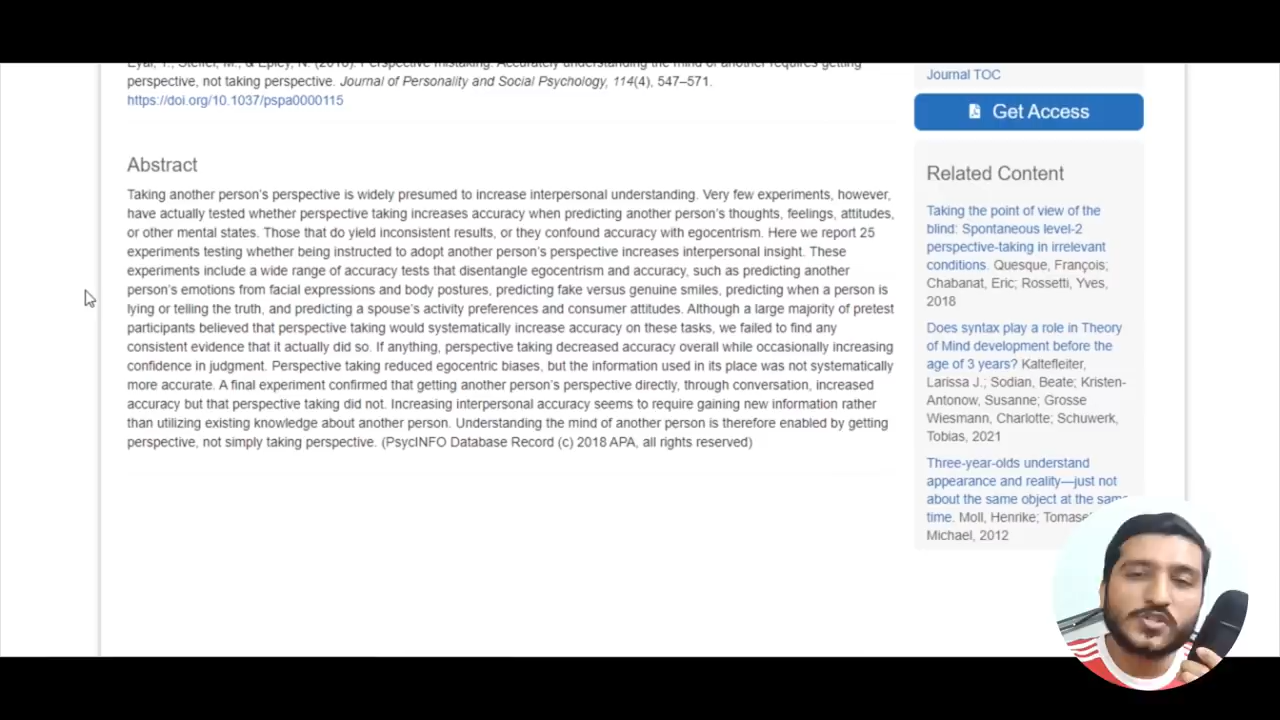 perspective, not taking perspective. Journal of Personality and Social Psychology, 114(4), 547–571.
https://doi.org/10.1037/pspa0000115
Abstract
Taking another person's perspective is widely presumed to increase interpersonal understanding. Very few experiments, however,
have actually tested whether perspective taking increases accuracy when predicting another person's thoughts, feelings, attitudes,
or other mental states. Those that do yield inconsistent results, or they confound accuracy with egocentrism. Here we report 25
experiments testing whether being instructed to adopt another person's perspective increases interpersonal insight. These
experiments include a wide range of accuracy tests that disentangle egocentrism and accuracy, such as predicting another
person's emotions from facial expressions and body postures, predicting fake versus genuine smiles, predicting when a person is
lying or telling the truth, and predicting a spouse's activity preferences and consumer attitudes. Although a large majority of pretest
participants believed that perspective taking would systematically increase accuracy on these tasks, we failed to find any
consistent evidence that it actually did so. If anything, perspective taking decreased accuracy overall while occasionally increasing
confidence in judgment. Perspective taking reduced egocentric biases, but the information used in its place was not systematically
more accurate. A final experiment confirmed that getting another person's perspective directly, through conversation, increased
accuracy but that perspective taking did not. Increasing interpersonal accuracy seems to require gaining new information rather
than utilizing existing knowledge about another person. Understanding the mind of another person is therefore enabled by getting
perspective, not simply taking perspective. (PsycINFO Database Record (c) 2018 APA, all rights reserved)
Journal TOC
Get Access
Related Content
Taking the point of view of the
blind: Spontaneous level-2
perspective-taking in irrelevant
conditions. Quesque, François;
Chabanat, Eric; Rossetti, Yves,
2018
Does syntax play a role in Theory
of Mind development before the
age of 3 years? Kaltefleiter,
Larissa J.; Sodian, Beate; Kristen-
Antonow, Susanne; Grosse
Wiesmann, Charlotte; Schuwerk,
Tobias, 2021
Three-year-olds understand
appearance and reality—just not
about the same object at the same
time. Moll, Henrike;
Michael, 2012